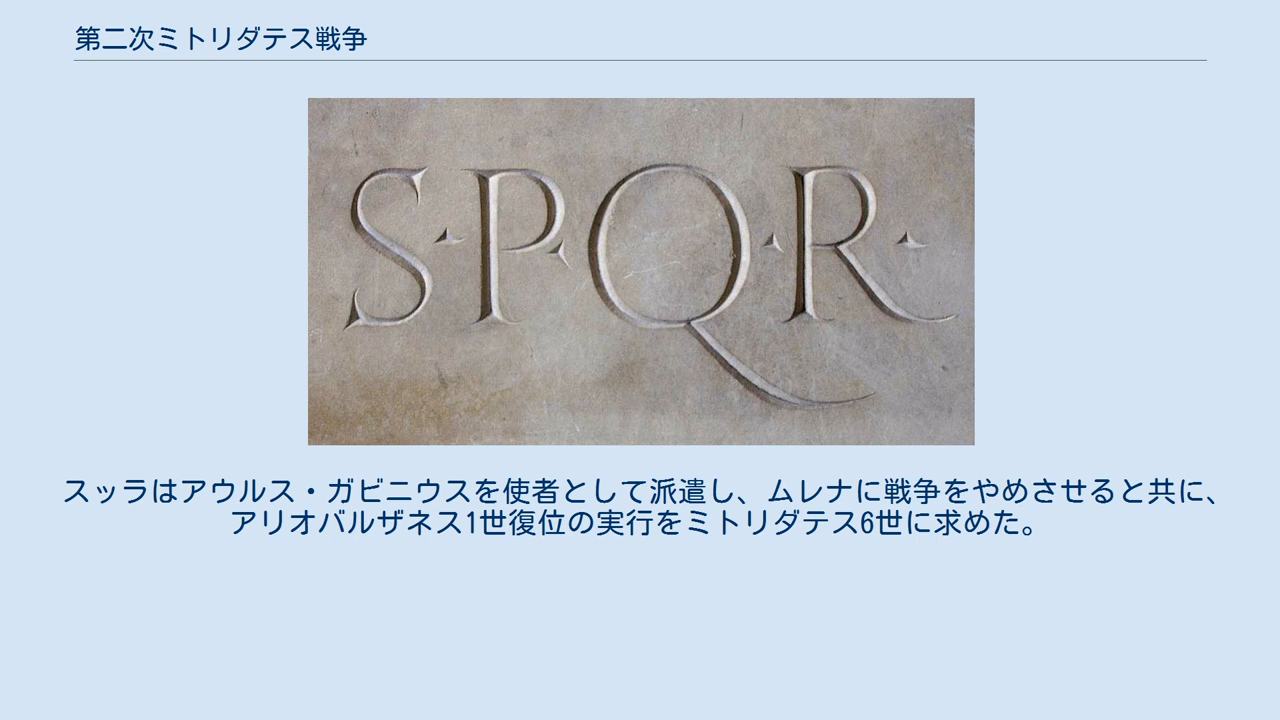 第二次ミトリダテス戦争
S·P·Q·R·
スッラはアウルス・ガビニウスを使者として派遣し、ムレナに戦争をやめさせると共に、
アリオバルザネス1世復位の実行をミトリダテス6世に求めた。